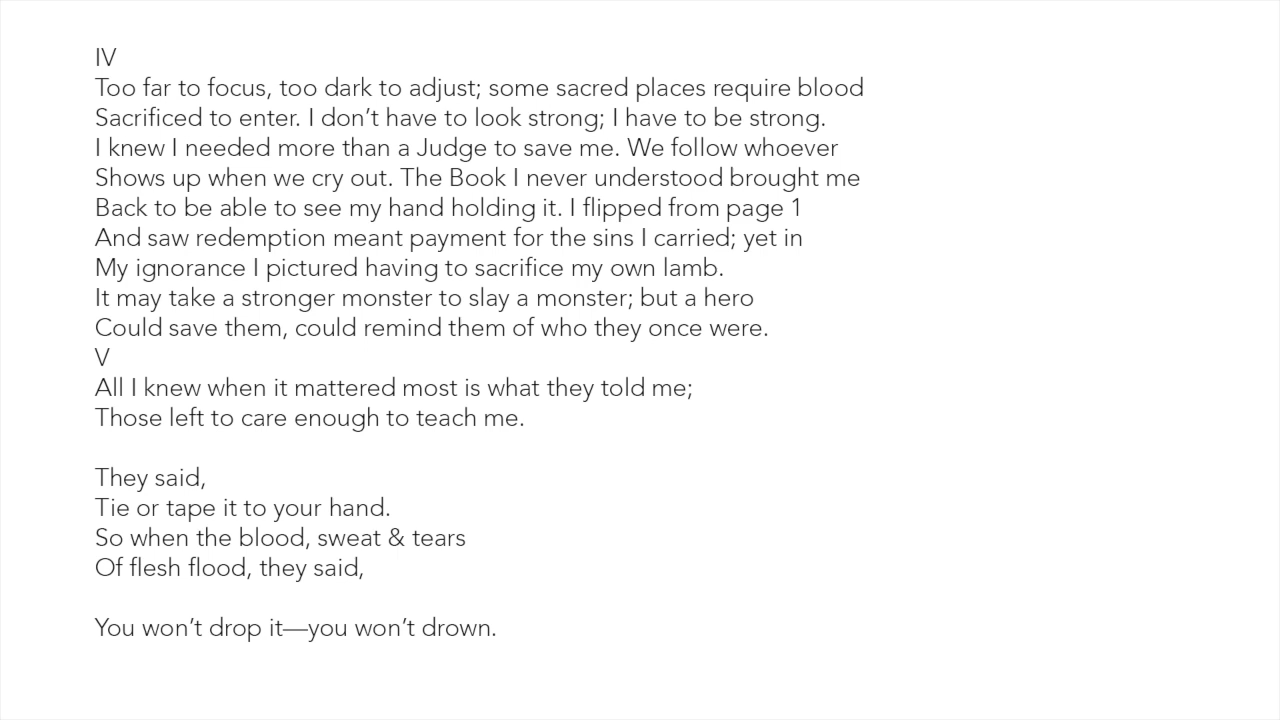 IV
Too far to focus, too dark to adjust; some sacred places require blood
Sacrificed to enter. I don’t have to look strong; I have to be strong.
I knew I needed more than a Judge to save me. We follow whoever
Shows up when we cry out. The Book I never understood brought me
Back to be able to see my hand holding it. I flipped from page 1
And saw redemption meant payment for the sins I carried; yet in
My ignorance I pictured having to sacrifice my own lamb.
It may take a stronger monster to slay a monster; but a hero
Could save them, could remind them of who they once were.
V
All I knew when it mattered most is what they told me;
Those left to care enough to teach me.

They said,
Tie or tape it to your hand.
So when the blood, sweat & tears
Of flesh flood, they said,

You won’t drop it—you won’t drown.